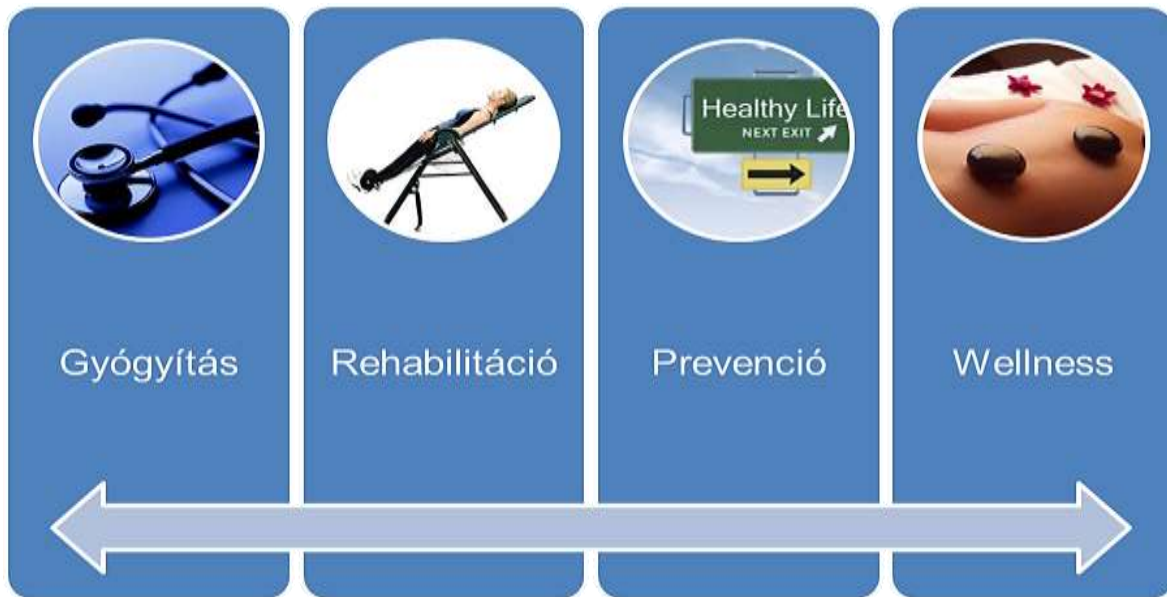 Healthy Life
NEXT EXIT
Gyógyítás
Rehabilitáció
Prevenció
Wellness